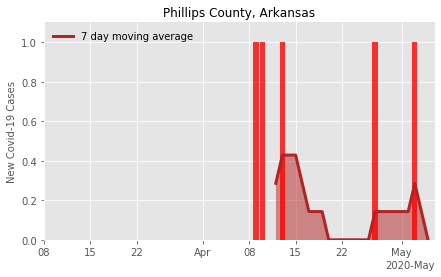 Phillips County, Arkansas
7 day moving average
New Covid-19 Cases
1.0
0.8
0.6
0.4
0.2
0.0
08 15 22 Apr 08 15 22 May
2020-May